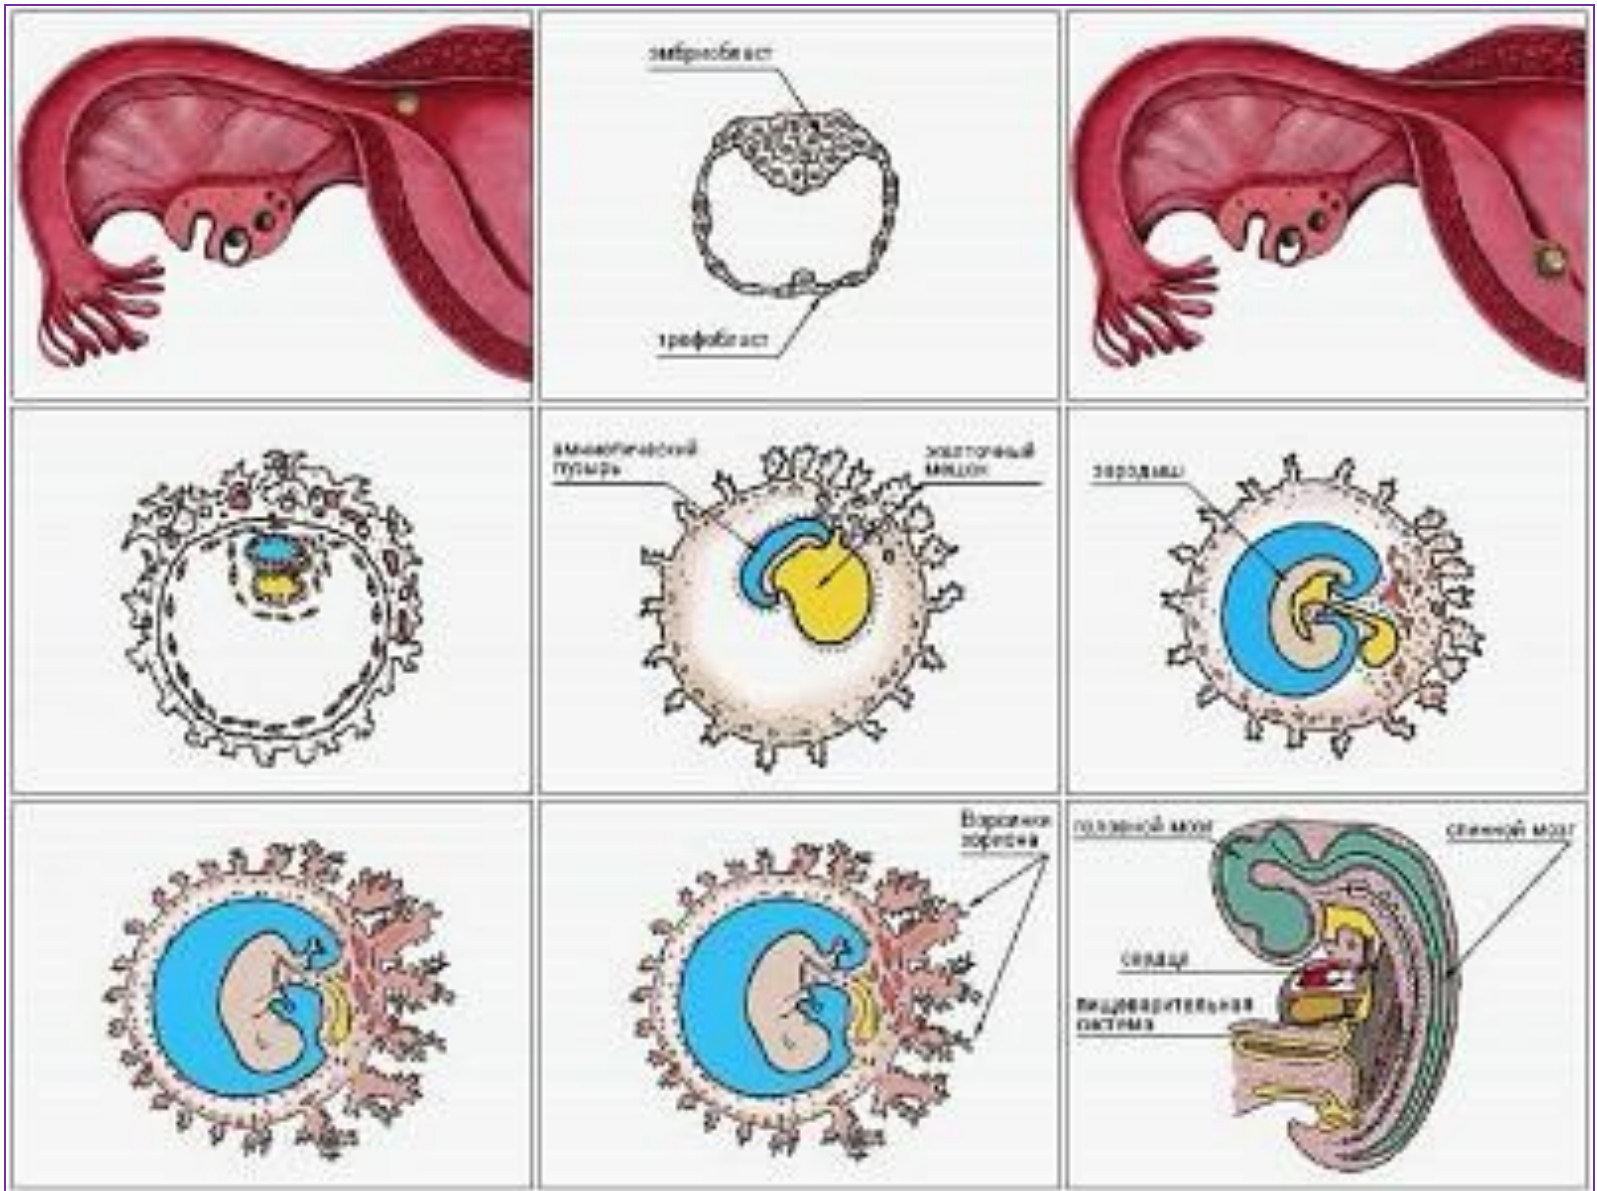 эмбриобласт
трофобласт
амниотический
пузырь
желточный
мешок
зародыш
Ворсинки
хориона
головной мозг
спинной мозг
сердце
пищеварительная
система